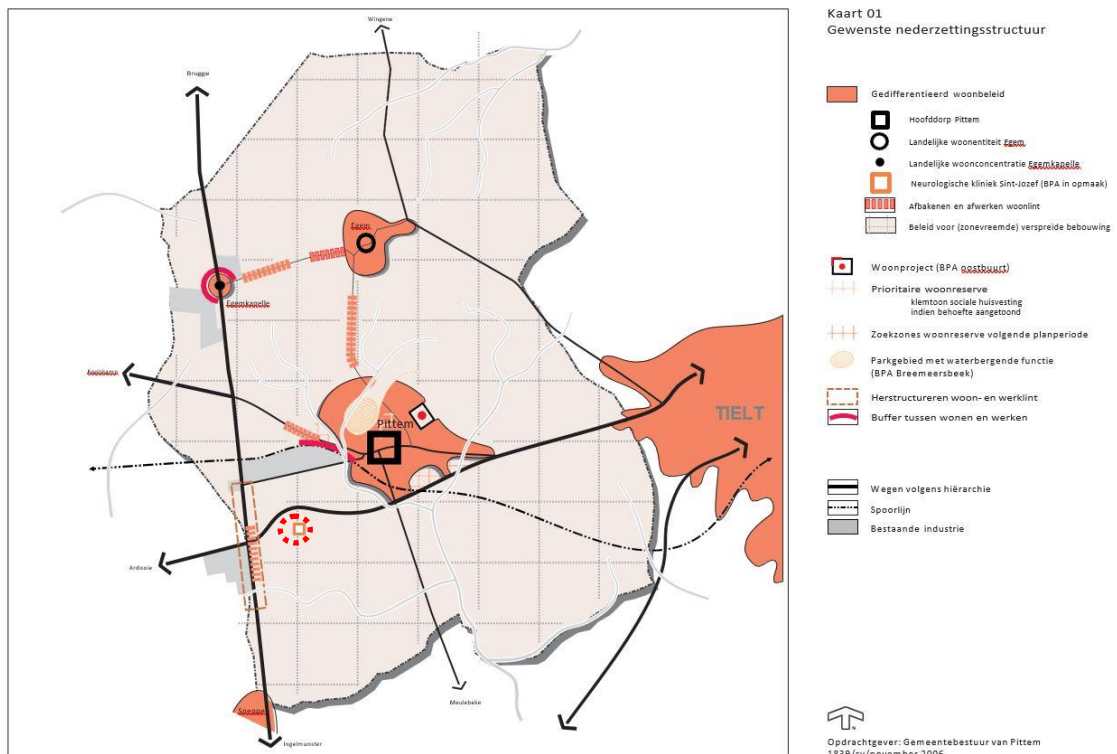 Kaart 01
Gewenste nederzettingsstructuur
Wingene
Brugge
Egem
Egemkapelle
Pittem
TIELT
Ardooie
Meulebeke
Ingelmunster
Gedifferentieerd woonbeleid
Hoofddorp Pittem
Landelijke woonentiteit Egem
Landelijke woonconcentratie Egemkapelle
Neurologische kliniek Sint-Jozef (BPA in opmaak)
Afbakenen en afwerken woonlint
Beleid voor (zonevreemde) verspreide bebouwing
Woonproject (BPA oostbuurt)
Prioritaire woonreserve
klemtoon sociale huisvesting
indien behoefte aangetoond
Zoekzones woonreserve volgende planperiode
Parkgebied met waterbergende functie
(BPA Breemeersbeek)
Herstructureren woon- en werklint
Buffer tussen wonen en werken
Wegen volgens hiërarchie
Spoorlijn
Bestaande industrie
N
Opdrachtgever: Gemeentebestuur van Pittem
1839/sv/november 2006